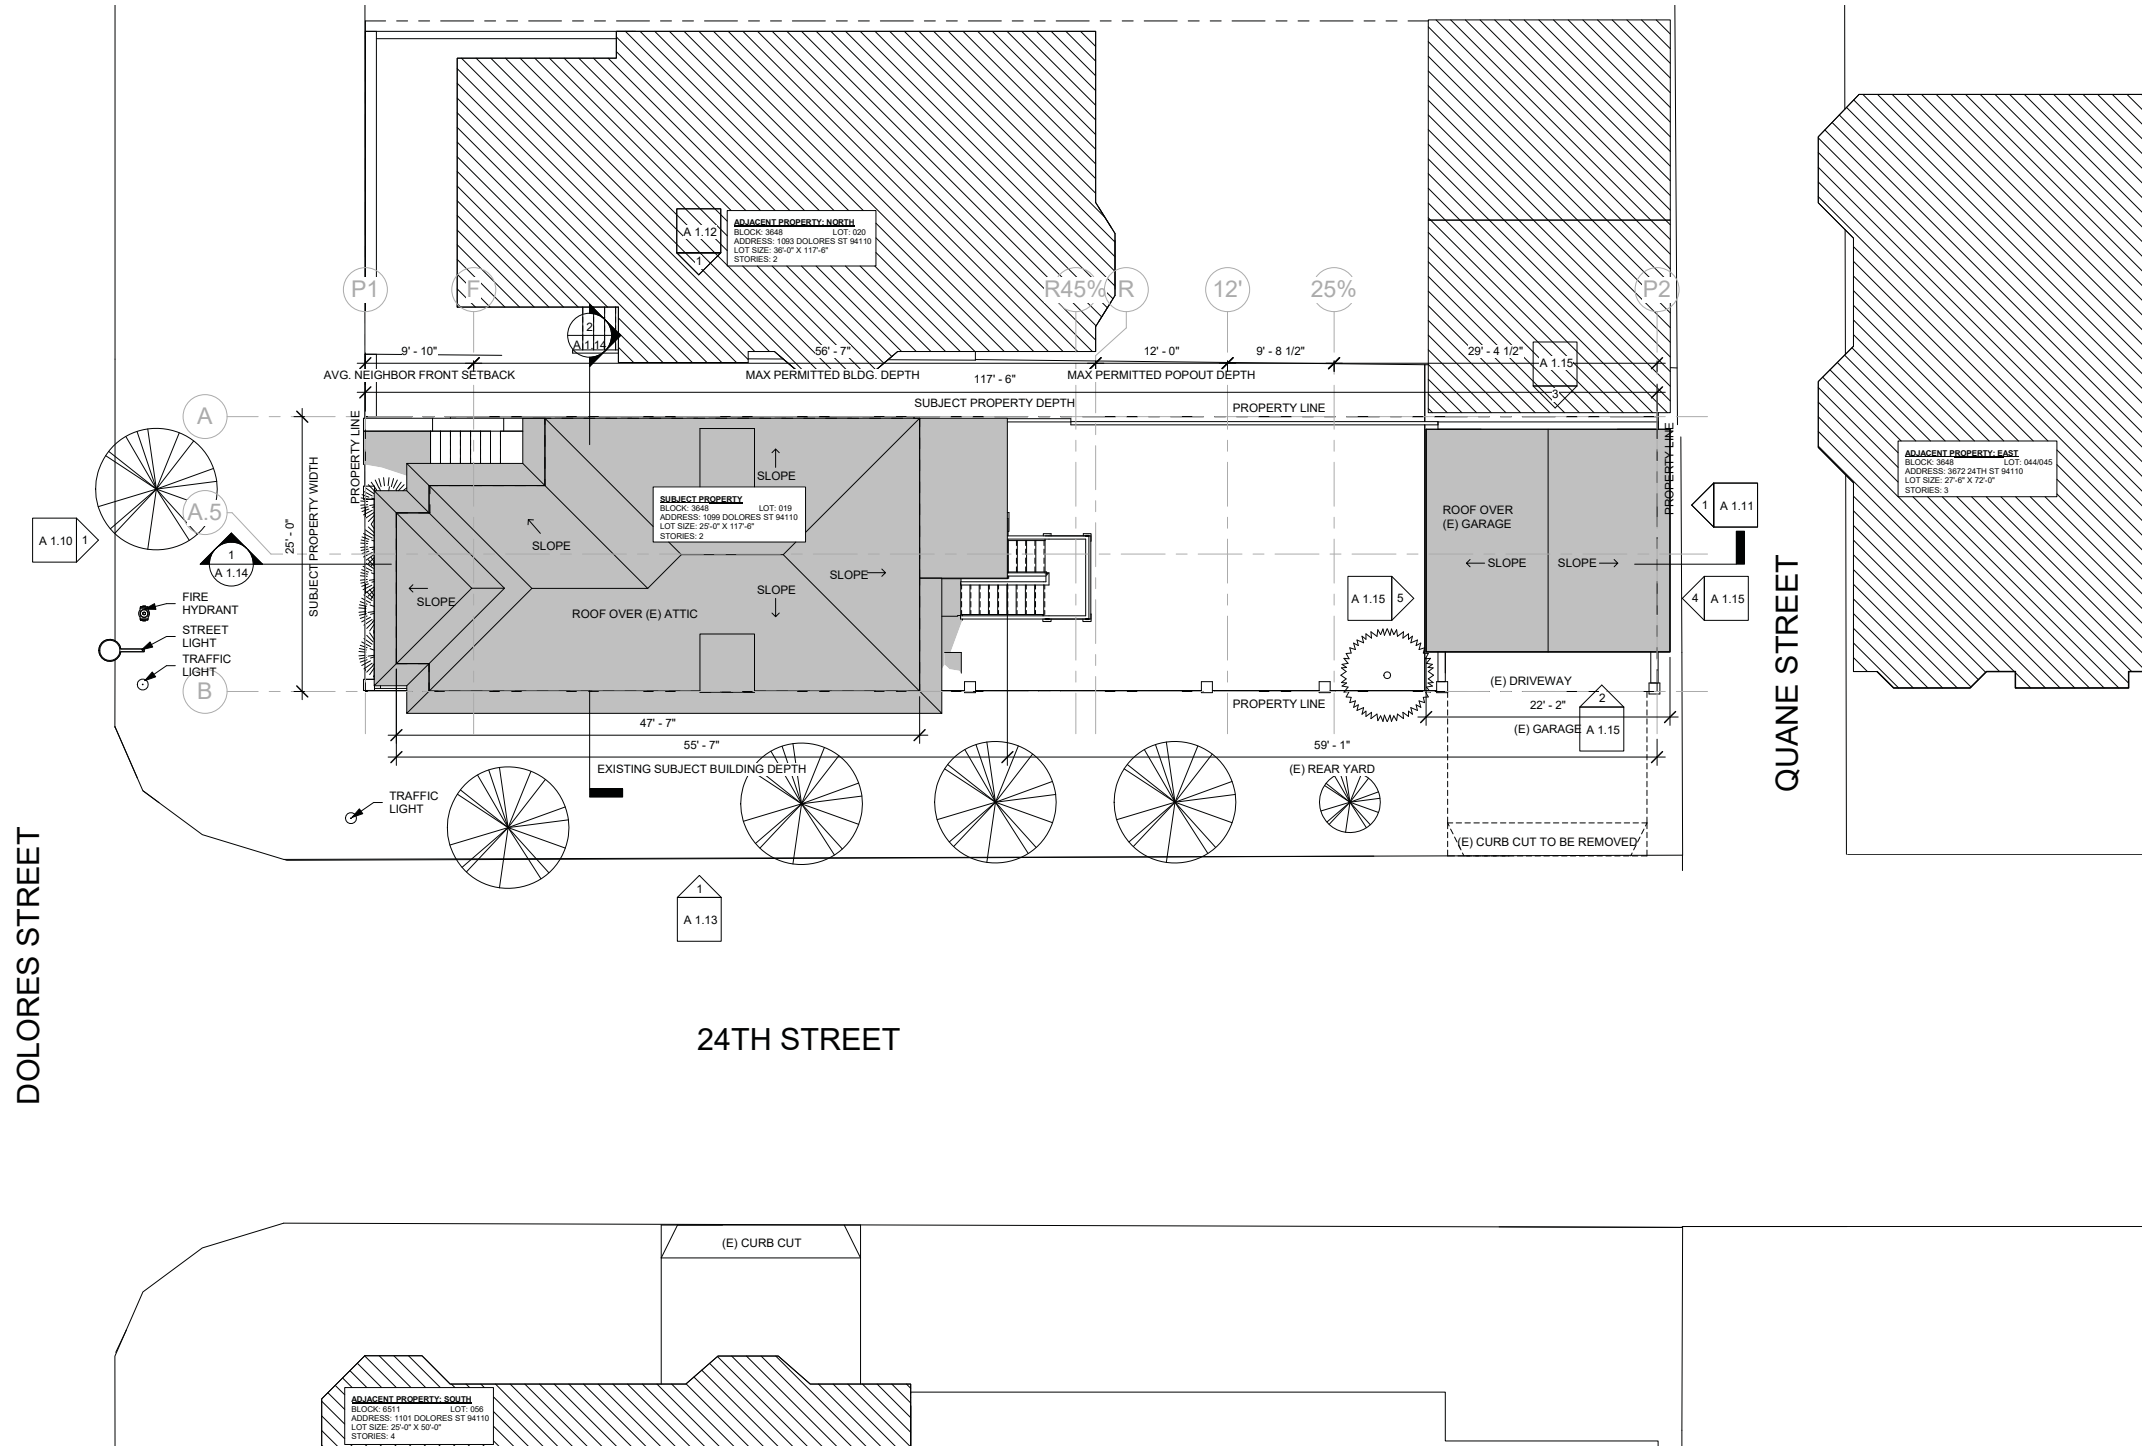 A 1.12
1
ADJACENT PROPERTY: NORTH
BLOCK: 3648 LOT: 020
ADDRESS: 1093 DOLORES ST 94110
LOT SIZE: 36'-0" X 117'-6"
STORIES: 2
P1
F
R45%
R
12'
25%
P2
2
A 1.14
9' - 10"
56' - 7"
12' - 0"
9' - 8 1/2"
29' - 4 1/2"
A 1.15
3
AVG. NEIGHBOR FRONT SETBACK
MAX PERMITTED BLDG. DEPTH
117' - 6"
MAX PERMITTED POPOUT DEPTH
SUBJECT PROPERTY DEPTH
PROPERTY LINE
A
PROPERTY LINE
SUBJECT PROPERTY WIDTH
25' - 0"
A.5
A 1.10
1
1
A 1.14
SLOPE
SUBJECT PROPERTY
BLOCK: 3648 LOT: 019
ADDRESS: 1099 DOLORES ST 94110
LOT SIZE: 25'-0" X 117'-6"
STORIES: 2
SLOPE
SLOPE
SLOPE
SLOPE
ROOF OVER (E) ATTIC
ROOF OVER
(E) GARAGE
SLOPE
SLOPE
PROPERTY LINE
1
A 1.11
A 1.15
5
4
A 1.15
ADJACENT PROPERTY: EAST
BLOCK: 3648 LOT: 044/045
ADDRESS: 3672 24TH ST 94110
LOT SIZE: 27'-6" X 72'-0"
STORIES: 3
FIRE
HYDRANT
STREET
LIGHT
TRAFFIC
LIGHT
B
(E) DRIVEWAY
PROPERTY LINE
22' - 2"
(E) GARAGE
2
A 1.15
47' - 7"
55' - 7"
59' - 1"
EXISTING SUBJECT BUILDING DEPTH
(E) REAR YARD
TRAFFIC
LIGHT
(E) CURB CUT TO BE REMOVED
QUANE STREET
1
A 1.13
DOLORES STREET
24TH STREET
(E) CURB CUT
ADJACENT PROPERTY: SOUTH
BLOCK: 6511 LOT: 056
ADDRESS: 1101 DOLORES ST 94110
LOT SIZE: 25'-0" X 50'-0"
STORIES: 4